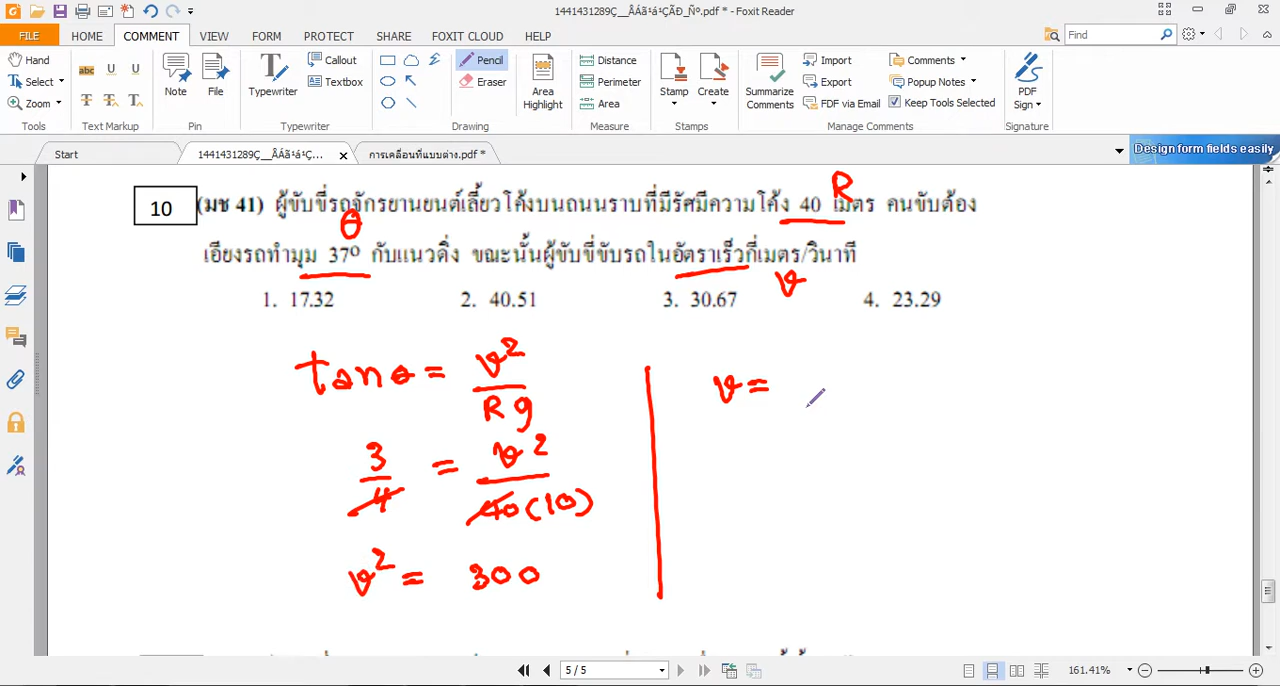 1441431289Ç__ÂÁã¹á¹ÇÃÐ_Ñº.pdf * - Foxit Reader
FILE HOME COMMENT VIEW FORM PROTECT SHARE FOXIT CLOUD HELP Find
Hand Select Zoom Tools
Text Markup
Note File Pin
Typewriter Callout Textbox Typewriter
Pencil Eraser Area Highlight Drawing
Distance Perimeter Area Measure
Stamp Create Stamps
Summarize Comments Import Export FDF via Email Comments Popup Notes Keep Tools Selected Manage Comments
PDF Sign Signature
Start 1441431289Ç__ÂÁã¹á¹Ç... การเคลื่อนที่แบบต่าง.pdf * Design form fields easily
R
10 (มช 41) ผู้ขับขี่รถจักรยานยนต์เลี้ยวโค้งบนถนนราบที่มีรัศมีความโค้ง 40 เมตร คนขับต้อง
θ
เอียงรถทำมุม 37º กับแนวดิ่ง ขณะนั้นผู้ขับขี่ขับรถในอัตราเร็วกี่เมตร/วินาที
v
1. 17.32 2. 40.51 3. 30.67 4. 23.29
tanθ = v²/Rg
3/4 = v²/40(10)
v² = 300
v =
5 / 5 161.41%